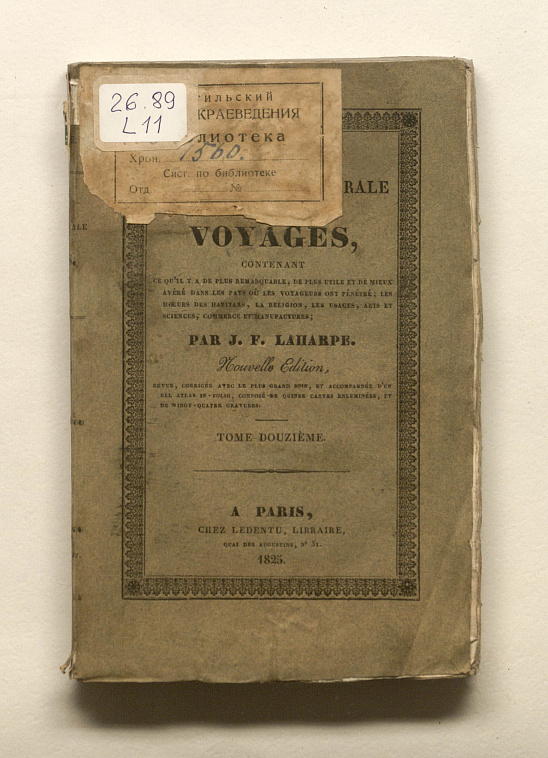 26.89
L11
гильский
КРАЕВЕДЕНИЯ
блиотека
Хрон. 1560.
Сист. по библиотеке
Отд. №
RALE
VOYAGES,
CONTENANT
CE QU'IL Y A DE PLUS REMARQUABLE, DE PLUS UTILE ET DE MIEUX
AVÉRÉ DANS LES PAYS OÙ LES VOYAGEURS ONT PÉNÉTRÉ; LES
MŒURS DES HABITANS, LA RELIGION, LES USAGES, ARTS ET
SCIENCES, COMMERCE ET MANUFACTURES;
PAR J. F. LAHARPE.
Nouvelle Edition,
REVUE, CORRIGÉE AVEC LE PLUS GRAND SOIN, ET ACCOMPAGNÉE D'UN
BEL ATLAS IN-FOLIO, COMPOSÉ DE QUINZE CARTES ENLUMINÉES, ET
DE VINGT-QUATRE GRAVURES.
TOME DOUZIÈME.
A PARIS,
CHEZ LEDENTU, LIBRAIRE,
QUAI DES AUGUSTINS, N° 31.
1825.